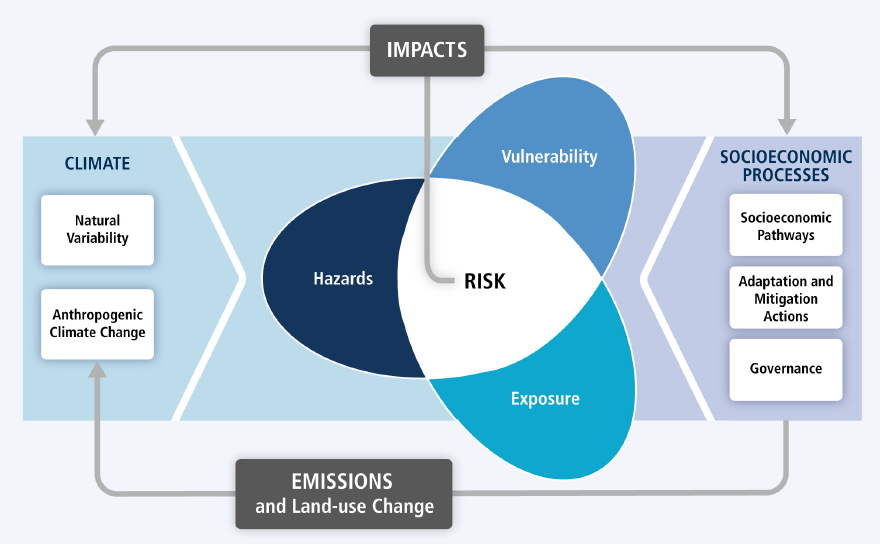 IMPACTS
CLIMATE
Natural
Variability
Anthropogenic
Climate Change
Vulnerability
Hazards
RISK
Exposure
SOCIOECONOMIC
PROCESSES
Socioeconomic
Pathways
Adaptation and
Mitigation
Actions
Governance
EMISSIONS
and Land-use Change